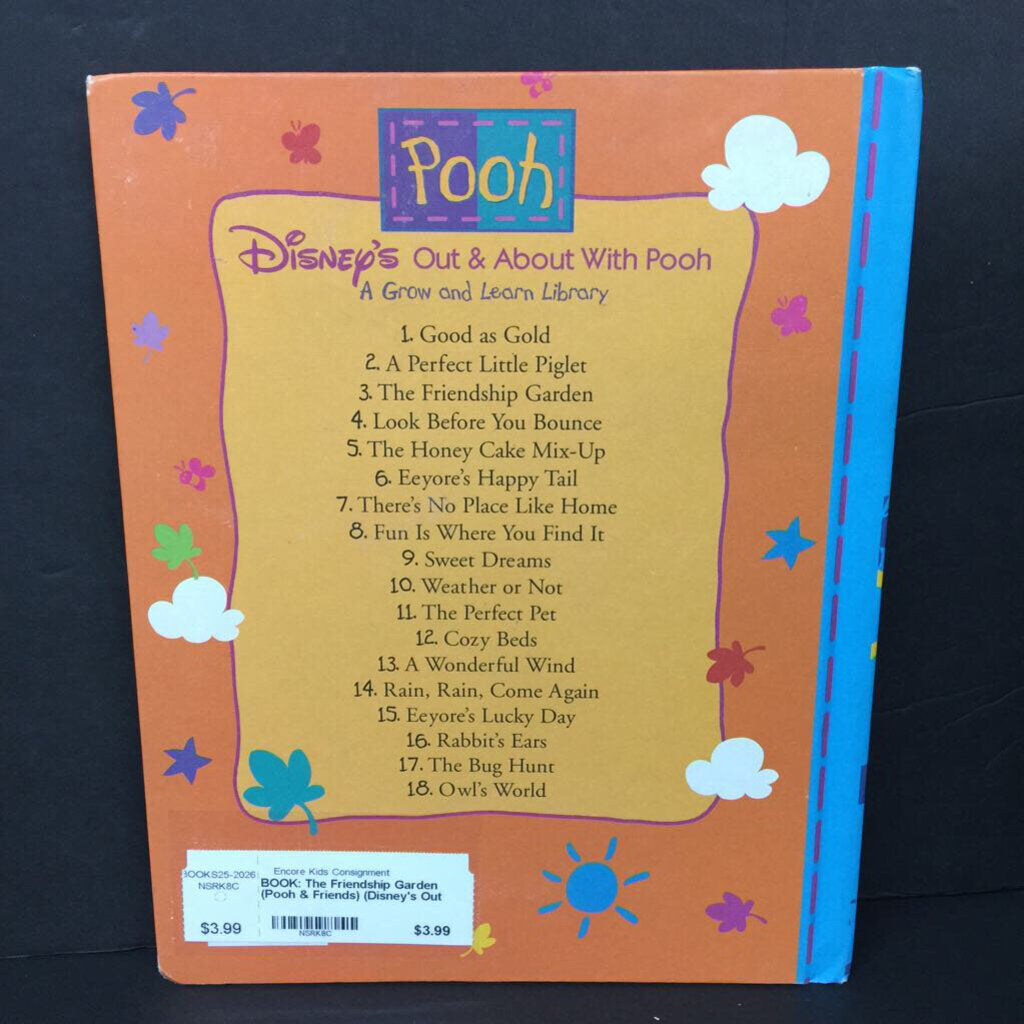 Pooh
Disney's Out & About With Pooh
A Grow and Learn Library
1. Good as Gold
2. A Perfect Little Piglet
3. The Friendship Garden
4. Look Before You Bounce
5. The Honey Cake Mix-Up
6. Eeyore's Happy Tail
7. There's No Place Like Home
8. Fun Is Where You Find It
9. Sweet Dreams
10. Weather or Not
11. The Perfect Pet
12. Cozy Beds
13. A Wonderful Wind
14. Rain, Rain, Come Again
15. Eeyore's Lucky Day
16. Rabbit's Ears
17. The Bug Hunt
18. Owl's World
BOOKS25-2026
NSRK8C
$3.99
Encore Kids Consignment
BOOK: The Friendship Garden
(Pooh & Friends) (Disney's Out
NSRK8C
$3.99